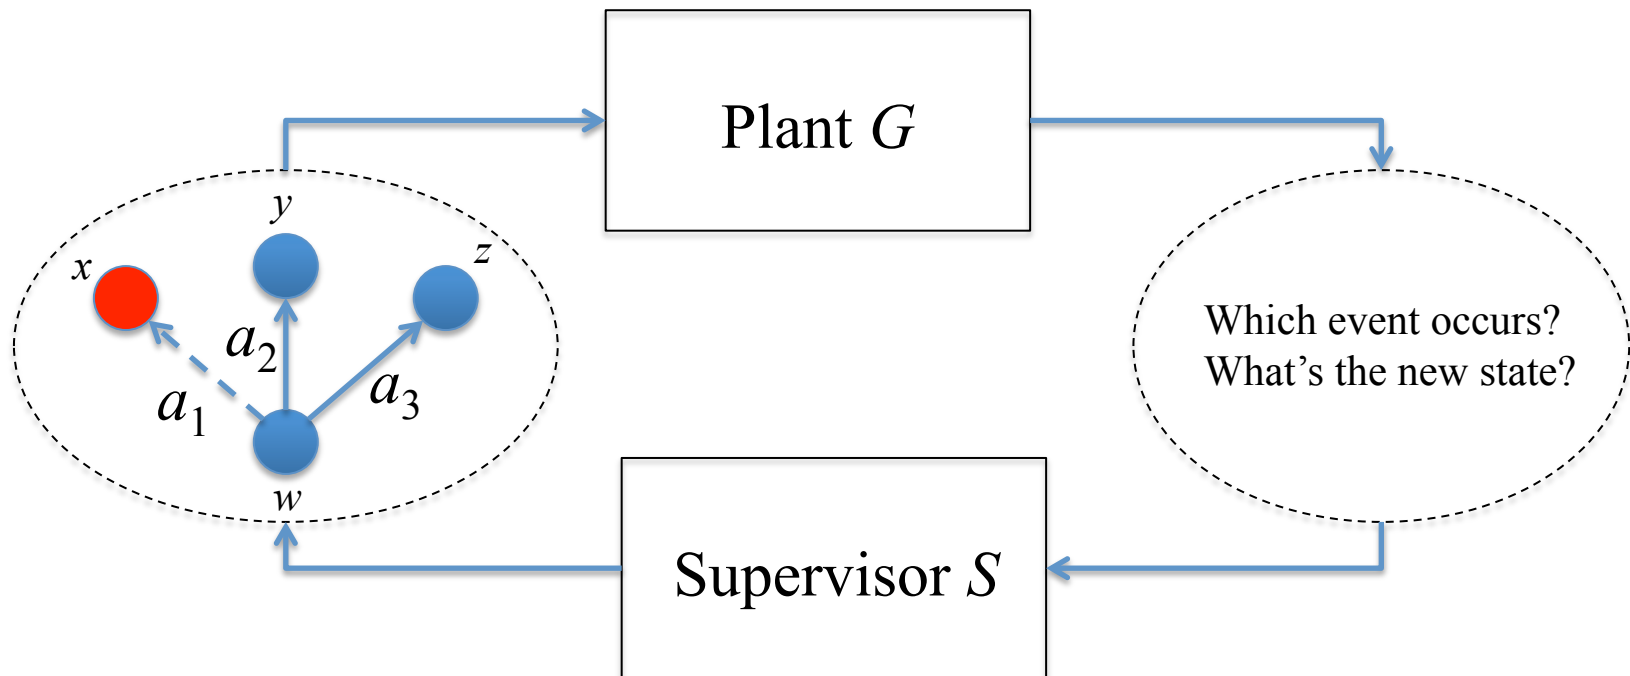 Plant G
y
x
z
a2
a3
a1
w
Which event occurs?
What’s the new state?
Supervisor S